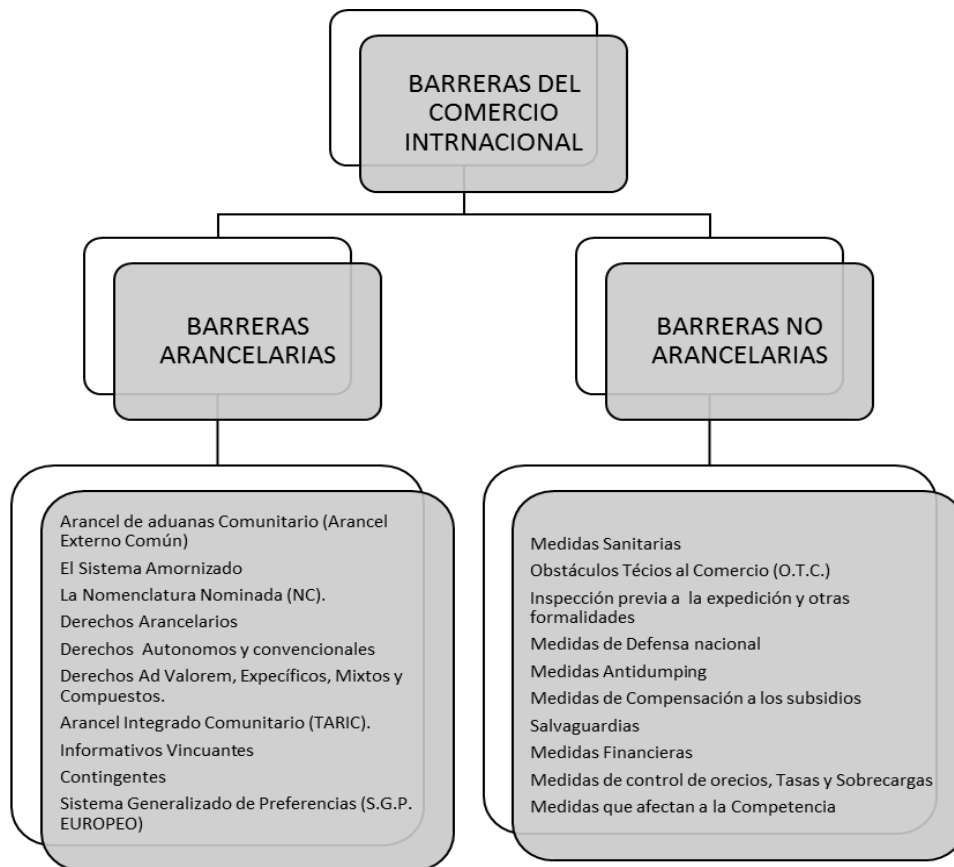 BARRERAS DEL
COMERCIO
INTRNACIONAL
BARRERAS
ARANCELARIAS
BARRERAS NO
ARANCELARIAS
Arancel de aduanas Comunitario (Arancel
Externo Común)
El Sistema Amornizado
La Nomenclatura Nominada (NC).
Derechos Arancelarios
Derechos Autonomos y convencionales
Derechos Ad Valorem, Expecíficos, Mixtos y
Compuestos.
Arancel Integrado Comunitario (TARIC).
Informativos Vincuantes
Contingentes
Sistema Generalizado de Preferencias (S.G.P.
EUROPEO)
Medidas Sanitarias
Obstáculos Técios al Comercio (O.T.C.)
Inspección previa a la expedición y otras
formalidades
Medidas de Defensa nacional
Medidas Antidumping
Medidas de Compensación a los subsidios
Salvaguardias
Medidas Financieras
Medidas de control de orecios, Tasas y Sobrecargas
Medidas que afectan a la Competencia